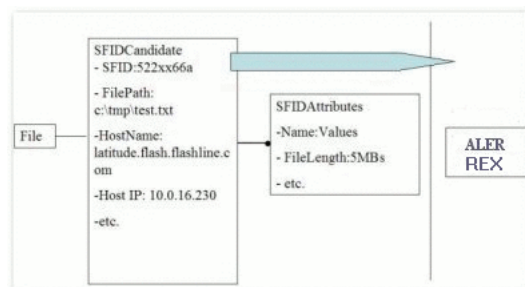 File
SFIDCandidate
- SFID:522xx66a
- FilePath:
c:\tmp\test.txt
-HostName:
latitude.flash.flashline.c
om
-Host IP: 10.0.16.230
-etc.
SFIDAttributes
-Name:Values
- FileLength:5MBs
- etc.
ALER
REX